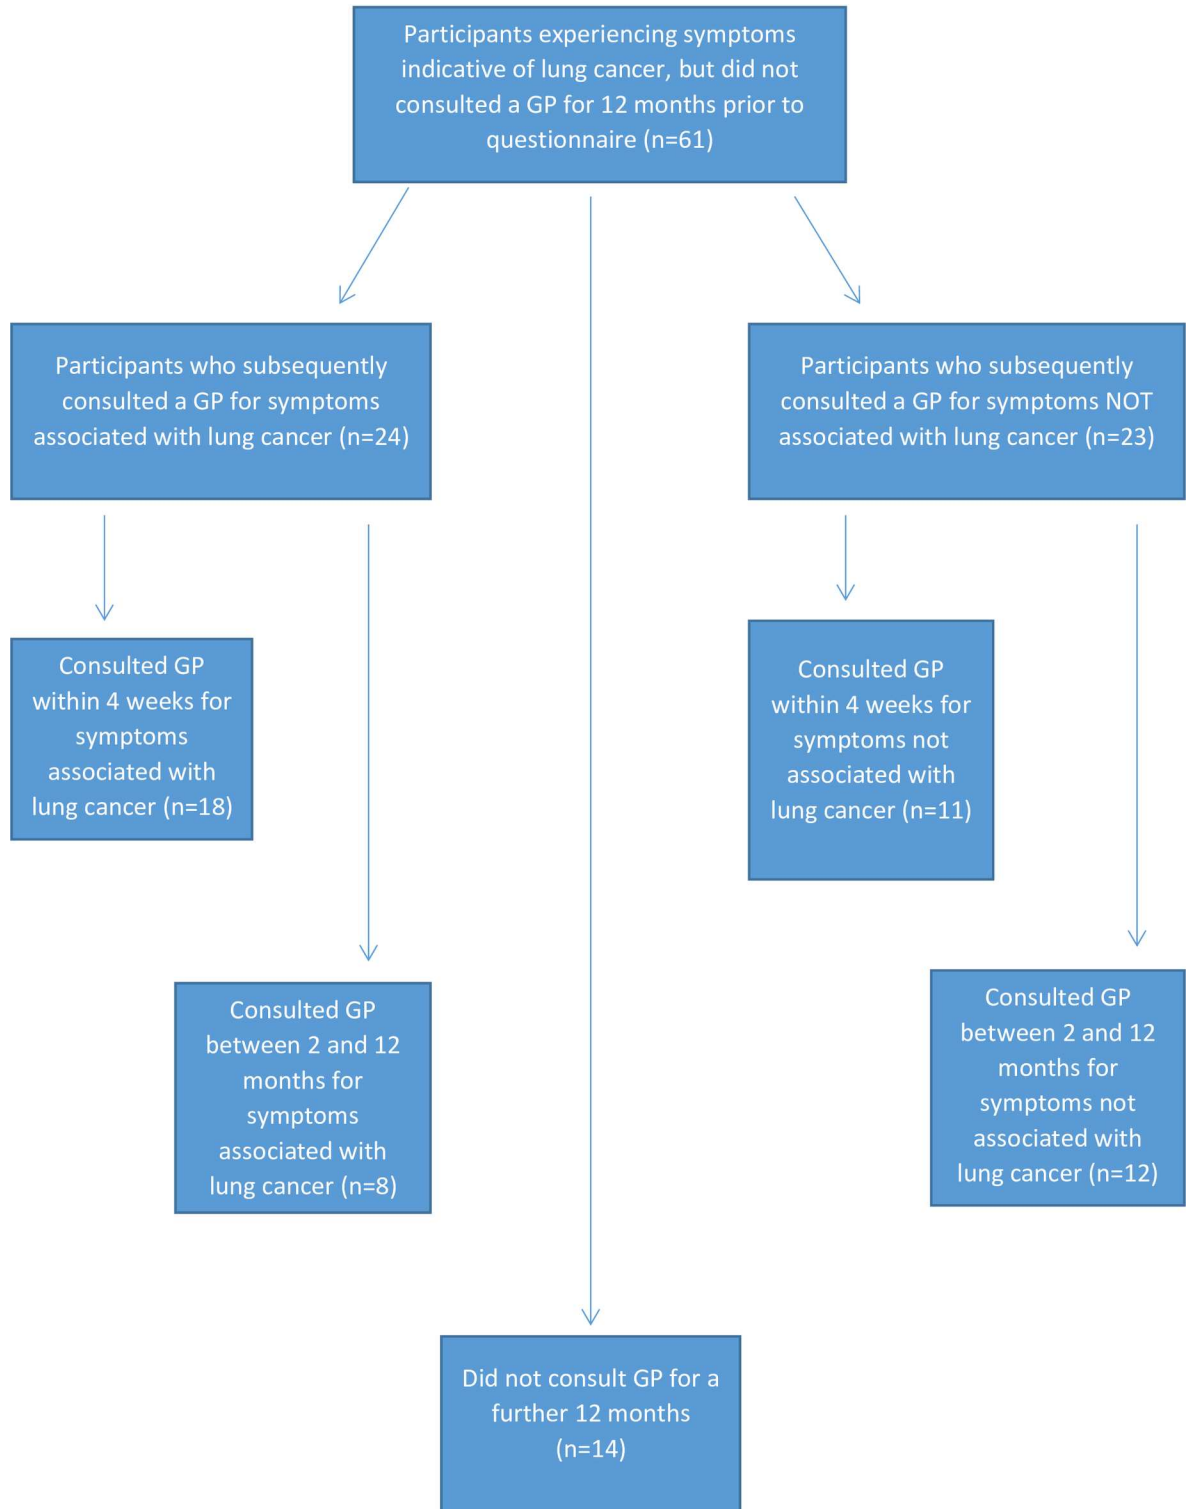 Participants experiencing symptoms
indicative of lung cancer, but did not
consulted a GP for 12 months prior to
questionnaire (n=61)
Participants who subsequently
consulted a GP for symptoms
associated with lung cancer (n=24)
Participants who subsequently
consulted a GP for symptoms NOT
associated with lung cancer (n=23)
Consulted GP
within 4 weeks for
symptoms
associated with
lung cancer (n=18)
Consulted GP
within 4 weeks for
symptoms not
associated with
lung cancer (n=11)
Consulted GP
between 2 and 12
months for
symptoms
associated with
lung cancer (n=8)
Consulted GP
between 2 and 12
months for
symptoms not
associated with
lung cancer (n=12)
Did not consult GP for a
further 12 months
(n=14)